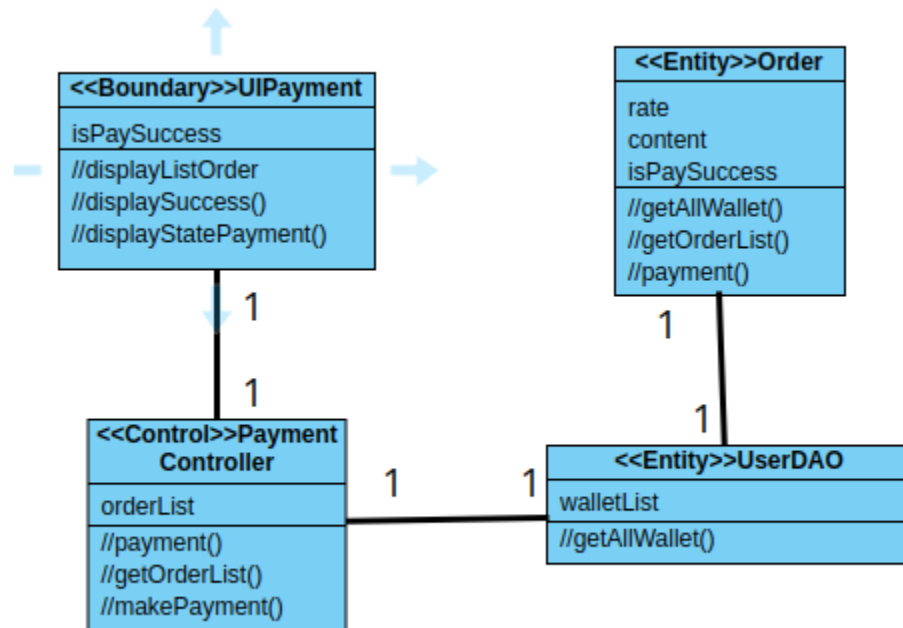 <<Boundary>>UIPayment
isPaySuccess
//displayListOrder
//displaySuccess()
//displayStatePayment()
<<Entity>>Order
rate
content
isPaySuccess
//getAllWallet()
//getOrderList()
//payment()
1
1
1
1
<<Control>>Payment
Controller
orderList
//payment()
//getOrderList()
//makePayment()
1
1
<<Entity>>UserDAO
walletList
//getAllWallet()